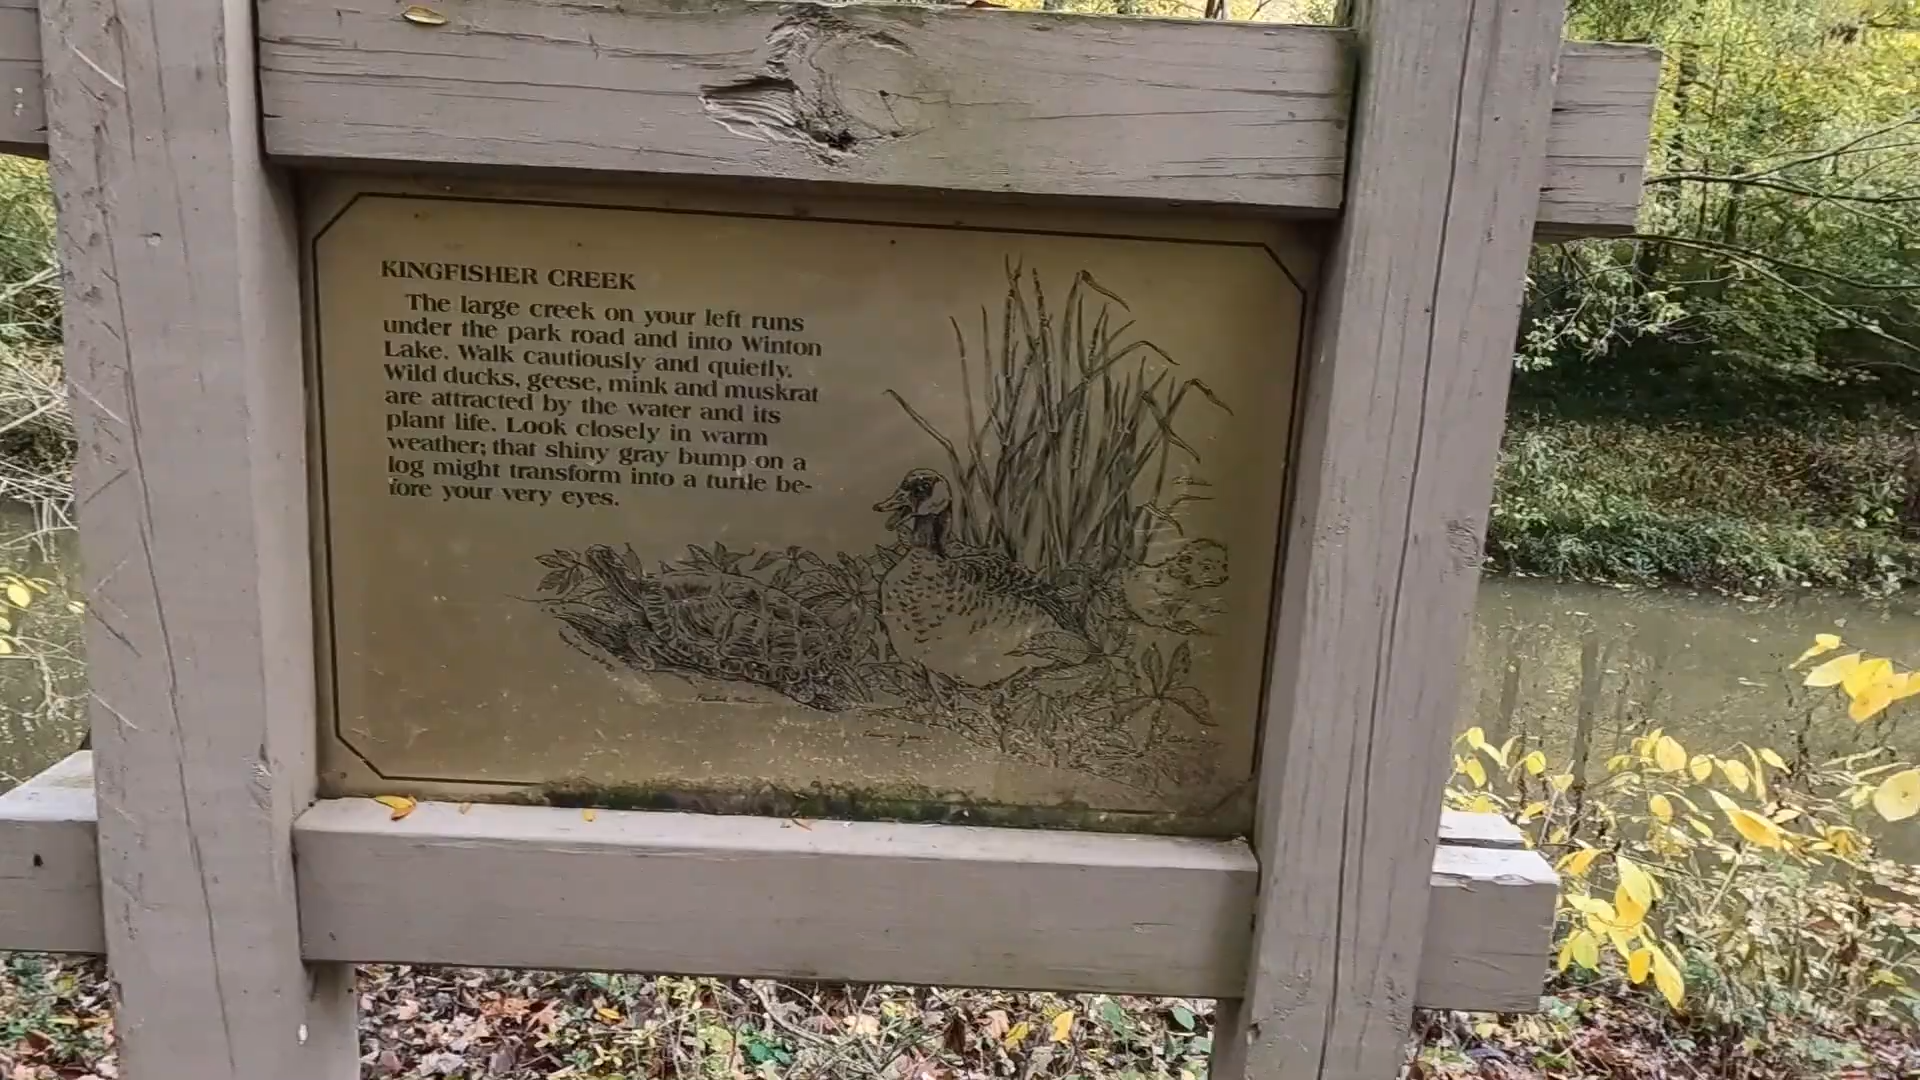 KINGFISHER CREEK
The large creek on your left runs
under the park road and into Winton
Lake. Walk cautiously and quietly.
Wild ducks, geese, mink and muskrat
are attracted by the water and its
plant life. Look closely in warm
weather; that shiny gray bump on a
log might transform into a turtle be-
fore your very eyes.